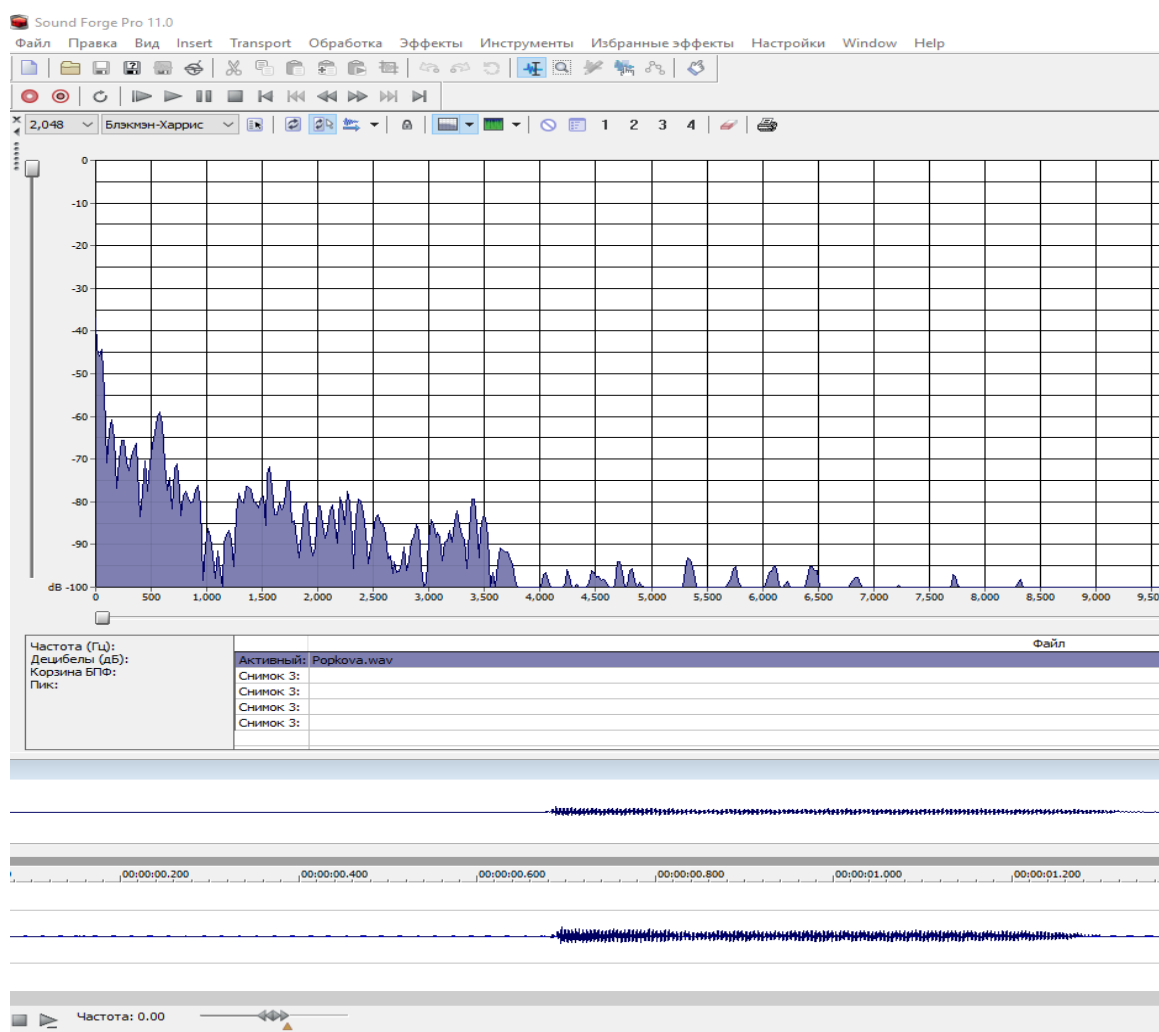 Sound Forge Pro 11.0
Файл Правка Вид Insert Transport Обработка Эффекты Инструменты Избранные эффекты Настройки Window Help
2,048 Блэкмэн-Харрис 1 2 3 4
0
-10
-20
-30
-40
-50
-60
-70
-80
-90
dB -100
0 500 1,000 1,500 2,000 2,500 3,000 3,500 4,000 4,500 5,000 5,500 6,000 6,500 7,000 7,500 8,000 8,500 9,000 9,50
Частота (Гц):
Децибелы (дБ):
Корзина БПФ:
Пик:
Файл
Активный: Popkova.wav
Снимок 3:
Снимок 3:
Снимок 3:
Снимок 3:
00:00:00.200 00:00:00.400 00:00:00.600 00:00:00.800 00:00:01.000 00:00:01.200
Частота: 0.00